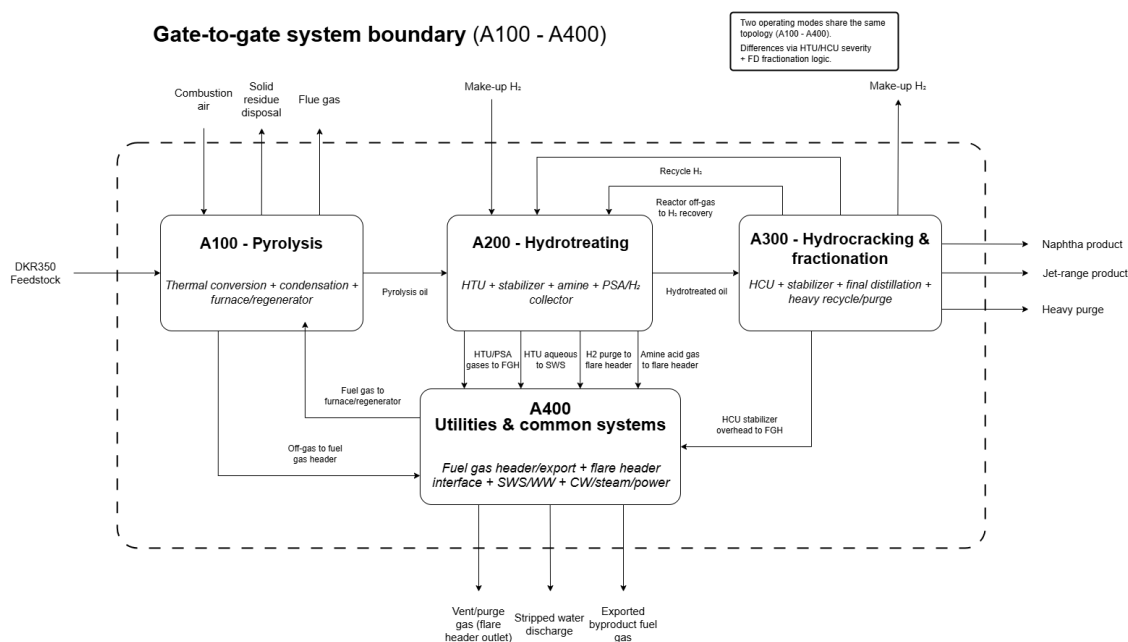 Gate-to-gate system boundary (A100 - A400)
Two operating modes share the same
topology (A100 - A400).
Differences via HTU/HCU severity
+ FD fractionation logic.
Combustion
air
Solid
residue
disposal
Flue gas
Make-up H₂
Make-up H₂
Recycle H₂
Reactor off-gas
to H₂ recovery
A100 - Pyrolysis
Thermal conversion + condensation +
furnace/regenerator
A200 - Hydrotreating
HTU + stabilizer + amine + PSA/H₂
collector
A300 - Hydrocracking &
fractionation
HCU + stabilizer + final distillation +
heavy recycle/purge
DKR350
Feedstock
Pyrolysis oil
Hydrotreated oil
Naphtha product
Jet-range product
Heavy purge
HTU/PSA
gases to FGH
HTU aqueous
to SWS
H2 purge to
flare header
Amine acid gas
to flare header
Fuel gas to
furnace/regenerator
Off-gas to fuel
gas header
HCU stabilizer
overhead to FGH
A400
Utilities & common systems
Fuel gas header/export + flare header
interface + SWS/WW + CW/steam/power
Vent/purge
gas (flare
header outlet)
Stripped water
discharge
Exported
byproduct fuel
gas